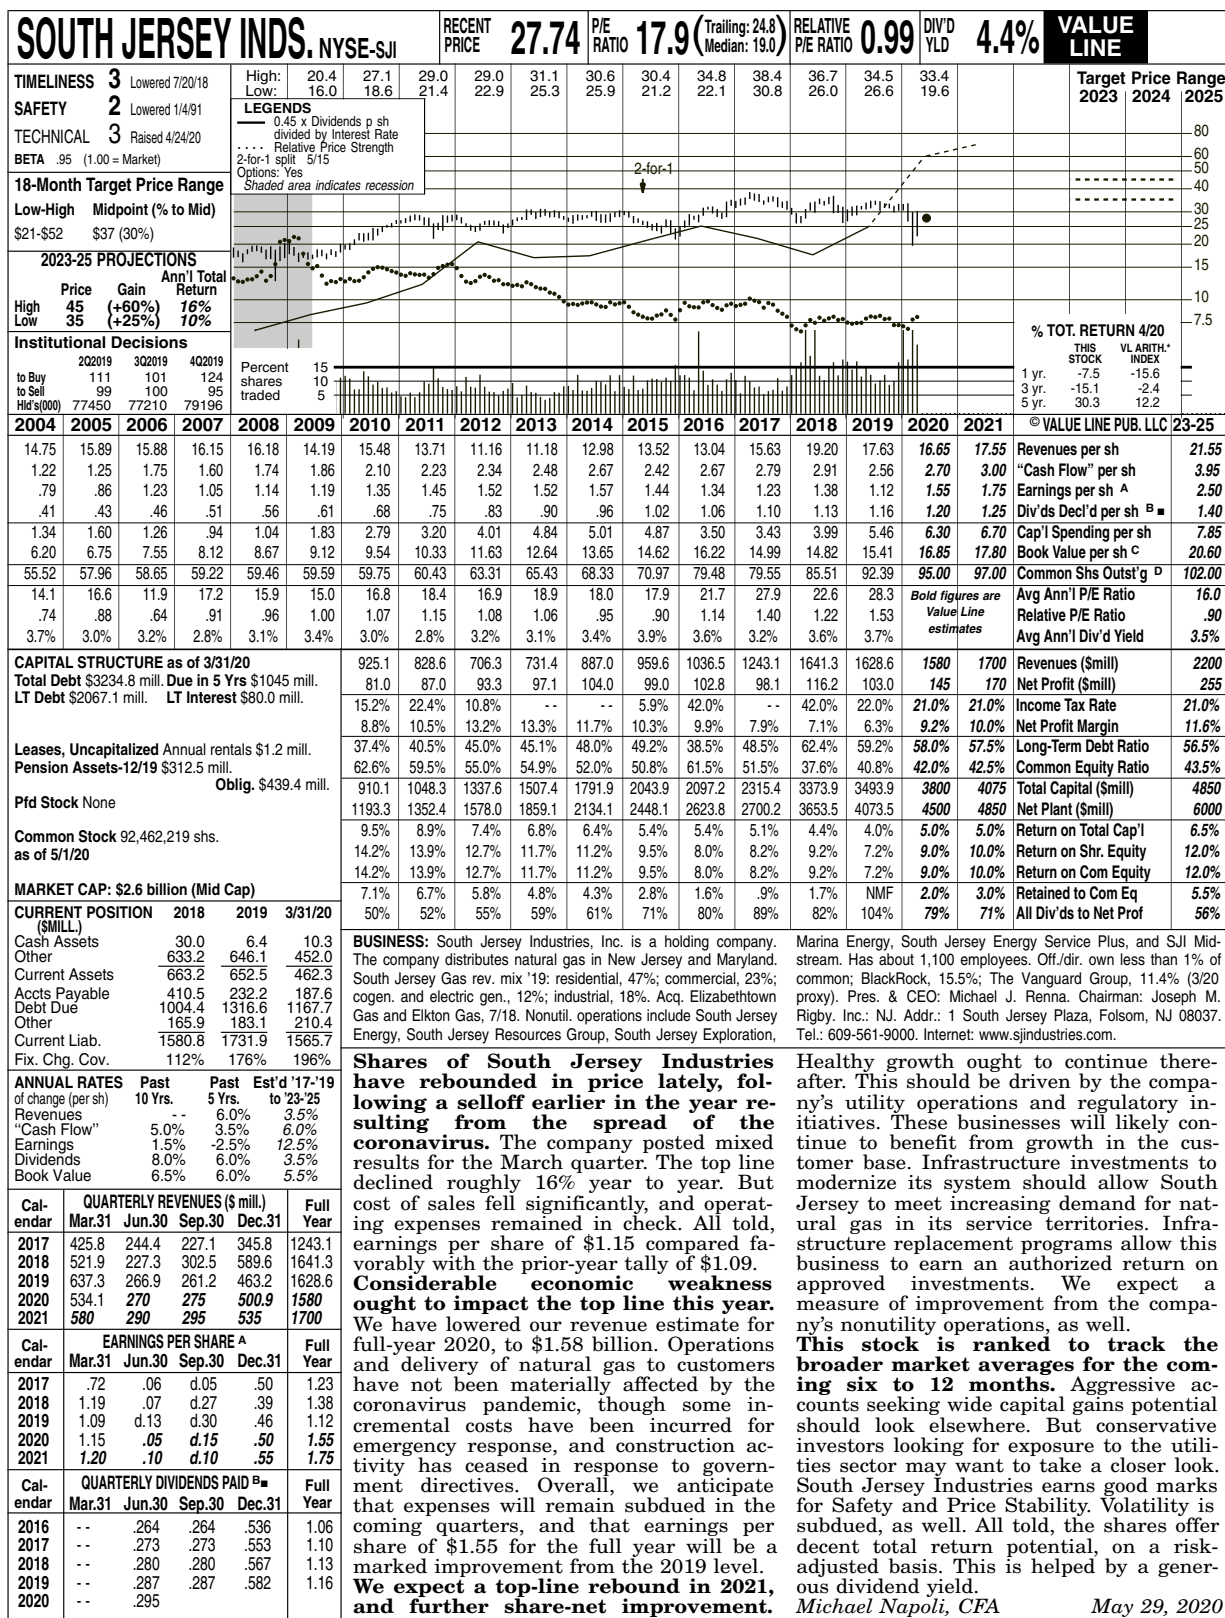 SOUTH JERSEY INDS. NYSE-SJI RECENT PRICE 27.74 P/E RATIO 17.9 (Trailing: 24.8 Median: 19.0) RELATIVE P/E RATIO 0.99 DIV'D YLD 4.4% VALUE LINE
TIMELINESS 3 Lowered 7/20/18
SAFETY 2 Lowered 1/4/91
TECHNICAL 3 Raised 4/24/20
BETA .95 (1.00 = Market)
18-Month Target Price Range
Low-High Midpoint (% to Mid)
$21-$52 $37 (30%)
2023-25 PROJECTIONS
Ann'l Total
Price Gain Return
High 45 (+60%) 16%
Low 35 (+25%) 10%
Institutional Decisions
2Q2019 3Q2019 4Q2019
to Buy 111 101 124
to Sell 99 100 95
Hld's(000) 77450 77210 79196
High: 20.4 27.1 29.0 29.0 31.1 30.6 30.4 34.8 38.4 36.7 34.5 33.4
Low: 16.0 18.6 21.4 22.9 25.3 25.9 21.2 22.1 30.8 26.0 26.6 19.6
LEGENDS
0.45 x Dividends p sh
divided by Interest Rate
. . . . Relative Price Strength
2-for-1 split 5/15
Options: Yes
Shaded area indicates recession
2-for-1
Target Price Range
2023 2024 2025
80
60
50
40
30
25
20
15
10
7.5
Percent 15
shares 10
traded 5
% TOT. RETURN 4/20
THIS VL ARITH.*
STOCK INDEX
1 yr. -7.5 -15.6
3 yr. -15.1 -2.4
5 yr. 30.3 12.2
2004 2005 2006 2007 2008 2009 2010 2011 2012 2013 2014 2015 2016 2017 2018 2019 2020 2021 © VALUE LINE PUB. LLC 23-25
14.75 15.89 15.88 16.15 16.18 14.19 15.48 13.71 11.16 11.18 12.98 13.52 13.04 15.63 19.20 17.63 16.65 17.55 Revenues per sh 21.55
1.22 1.25 1.75 1.60 1.74 1.86 2.10 2.23 2.34 2.48 2.67 2.42 2.67 2.79 2.91 2.56 2.70 3.00 "Cash Flow" per sh 3.95
.79 .86 1.23 1.05 1.14 1.19 1.35 1.45 1.52 1.52 1.57 1.44 1.34 1.23 1.38 1.12 1.55 1.75 Earnings per sh A 2.50
.41 .43 .46 .51 .56 .61 .68 .75 .83 .90 .96 1.02 1.06 1.10 1.13 1.16 1.20 1.25 Div'ds Decl'd per sh B ■ 1.40
1.34 1.60 1.26 .94 1.04 1.83 2.79 3.20 4.01 4.84 5.01 4.87 3.50 3.43 3.99 5.46 6.30 6.70 Cap'l Spending per sh 7.85
6.20 6.75 7.55 8.12 8.67 9.12 9.54 10.33 11.63 12.64 13.65 14.62 16.22 14.99 14.82 15.41 16.85 17.80 Book Value per sh C 20.60
55.52 57.96 58.65 59.22 59.46 59.59 59.75 60.43 63.31 65.43 68.33 70.97 79.48 79.55 85.51 92.39 95.00 97.00 Common Shs Outst'g D 102.00
14.1 16.6 11.9 17.2 15.9 15.0 16.8 18.4 16.9 18.9 18.0 17.9 21.7 27.9 22.6 28.3 Bold figures are Avg Ann'l P/E Ratio 16.0
.74 .88 .64 .91 .96 1.00 1.07 1.15 1.08 1.06 .95 .90 1.14 1.40 1.22 1.53 Value Line Relative P/E Ratio .90
3.7% 3.0% 3.2% 2.8% 3.1% 3.4% 3.0% 2.8% 3.2% 3.1% 3.4% 3.9% 3.6% 3.2% 3.6% 3.7% estimates Avg Ann'l Div'd Yield 3.5%
CAPITAL STRUCTURE as of 3/31/20
Total Debt $3234.8 mill. Due in 5 Yrs $1045 mill.
LT Debt $2067.1 mill. LT Interest $80.0 mill.
Leases, Uncapitalized Annual rentals $1.2 mill.
Pension Assets-12/19 $312.5 mill.
Oblig. $439.4 mill.
Pfd Stock None
Common Stock 92,462,219 shs.
as of 5/1/20
MARKET CAP: $2.6 billion (Mid Cap)
925.1 828.6 706.3 731.4 887.0 959.6 1036.5 1243.1 1641.3 1628.6 1580 1700 Revenues ($mill) 2200
81.0 87.0 93.3 97.1 104.0 99.0 102.8 98.1 116.2 103.0 145 170 Net Profit ($mill) 255
15.2% 22.4% 10.8% - - - - 5.9% 42.0% - - 42.0% 22.0% 21.0% 21.0% Income Tax Rate 21.0%
8.8% 10.5% 13.2% 13.3% 11.7% 10.3% 9.9% 7.9% 7.1% 6.3% 9.2% 10.0% Net Profit Margin 11.6%
37.4% 40.5% 45.0% 45.1% 48.0% 49.2% 38.5% 48.5% 62.4% 59.2% 58.0% 57.5% Long-Term Debt Ratio 56.5%
62.6% 59.5% 55.0% 54.9% 52.0% 50.8% 61.5% 51.5% 37.6% 40.8% 42.0% 42.5% Common Equity Ratio 43.5%
910.1 1048.3 1337.6 1507.4 1791.9 2043.9 2097.2 2315.4 3373.9 3493.9 3800 4075 Total Capital ($mill) 4850
1193.3 1352.4 1578.0 1859.1 2134.1 2448.1 2623.8 2700.2 3653.5 4073.5 4500 4850 Net Plant ($mill) 6000
9.5% 8.9% 7.4% 6.8% 6.4% 5.4% 5.4% 5.1% 4.4% 4.0% 5.0% 5.0% Return on Total Cap'l 6.5%
14.2% 13.9% 12.7% 11.7% 11.2% 9.5% 8.0% 8.2% 9.2% 7.2% 9.0% 10.0% Return on Shr. Equity 12.0%
14.2% 13.9% 12.7% 11.7% 11.2% 9.5% 8.0% 8.2% 9.2% 7.2% 9.0% 10.0% Return on Com Equity 12.0%
7.1% 6.7% 5.8% 4.8% 4.3% 2.8% 1.6% .9% 1.7% NMF 2.0% 3.0% Retained to Com Eq 5.5%
50% 52% 55% 59% 61% 71% 80% 89% 82% 104% 79% 71% All Div'ds to Net Prof 56%
CURRENT POSITION 2018 2019 3/31/20
($MILL.)
Cash Assets 30.0 6.4 10.3
Other 633.2 646.1 452.0
Current Assets 663.2 652.5 462.3
Accts Payable 410.5 232.2 187.6
Debt Due 1004.4 1316.6 1167.7
Other 165.9 183.1 210.4
Current Liab. 1580.8 1731.9 1565.7
Fix. Chg. Cov. 112% 176% 196%
ANNUAL RATES Past Past Est'd '17-'19
of change (per sh) 10 Yrs. 5 Yrs. to '23-'25
Revenues - - 6.0% 3.5%
"Cash Flow" 5.0% 3.5% 6.0%
Earnings 1.5% -2.5% 12.5%
Dividends 8.0% 6.0% 3.5%
Book Value 6.5% 6.0% 5.5%
Cal- QUARTERLY REVENUES ($ mill.) Full
endar Mar.31 Jun.30 Sep.30 Dec.31 Year
2017 425.8 244.4 227.1 345.8 1243.1
2018 521.9 227.3 302.5 589.6 1641.3
2019 637.3 266.9 261.2 463.2 1628.6
2020 534.1 270 275 500.9 1580
2021 580 290 295 535 1700
Cal- EARNINGS PER SHARE A Full
endar Mar.31 Jun.30 Sep.30 Dec.31 Year
2017 .72 .06 d.05 .50 1.23
2018 1.19 .07 d.27 .39 1.38
2019 1.09 d.13 d.30 .46 1.12
2020 1.15 .05 d.15 .50 1.55
2021 1.20 .10 d.10 .55 1.75
Cal- QUARTERLY DIVIDENDS PAID B■ Full
endar Mar.31 Jun.30 Sep.30 Dec.31 Year
2016 - - .264 .264 .536 1.06
2017 - - .273 .273 .553 1.10
2018 - - .280 .280 .567 1.13
2019 - - .287 .287 .582 1.16
2020 - - .295
BUSINESS: South Jersey Industries, Inc. is a holding company.
The company distributes natural gas in New Jersey and Maryland.
South Jersey Gas rev. mix '19: residential, 47%; commercial, 23%;
cogen. and electric gen., 12%; industrial, 18%. Acq. Elizabethtown
Gas and Elkton Gas, 7/18. Nonutil. operations include South Jersey
Energy, South Jersey Resources Group, South Jersey Exploration,
Marina Energy, South Jersey Energy Service Plus, and SJI Mid-
stream. Has about 1,100 employees. Off./dir. own less than 1% of
common; BlackRock, 15.5%; The Vanguard Group, 11.4% (3/20
proxy). Pres. & CEO: Michael J. Renna. Chairman: Joseph M.
Rigby. Inc.: NJ. Addr.: 1 South Jersey Plaza, Folsom, NJ 08037.
Tel.: 609-561-9000. Internet: www.sjindustries.com.
Shares of South Jersey Industries
have rebounded in price lately, fol-
lowing a selloff earlier in the year re-
sulting from the spread of the
coronavirus. The company posted mixed
results for the March quarter. The top line
declined roughly 16% year to year. But
cost of sales fell significantly, and operat-
ing expenses remained in check. All told,
earnings per share of $1.15 compared fa-
vorably with the prior-year tally of $1.09.
Considerable economic weakness
ought to impact the top line this year.
We have lowered our revenue estimate for
full-year 2020, to $1.58 billion. Operations
and delivery of natural gas to customers
have not been materially affected by the
coronavirus pandemic, though some in-
cremental costs have been incurred for
emergency response, and construction ac-
tivity has ceased in response to govern-
ment directives. Overall, we anticipate
that expenses will remain subdued in the
coming quarters, and that earnings per
share of $1.55 for the full year will be a
marked improvement from the 2019 level.
We expect a top-line rebound in 2021,
and further share-net improvement.
Healthy growth ought to continue there-
after. This should be driven by the compa-
ny's utility operations and regulatory in-
itiatives. These businesses will likely con-
tinue to benefit from growth in the cus-
tomer base. Infrastructure investments to
modernize its system should allow South
Jersey to meet increasing demand for nat-
ural gas in its service territories. Infra-
structure replacement programs allow this
business to earn an authorized return on
approved investments. We expect a
measure of improvement from the compa-
ny's nonutility operations, as well.
This stock is ranked to track the
broader market averages for the com-
ing six to 12 months. Aggressive ac-
counts seeking wide capital gains potential
should look elsewhere. But conservative
investors looking for exposure to the utili-
ties sector may want to take a closer look.
South Jersey Industries earns good marks
for Safety and Price Stability. Volatility is
subdued, as well. All told, the shares offer
decent total return potential, on a risk-
adjusted basis. This is helped by a gener-
ous dividend yield.
Michael Napoli, CFA May 29, 2020